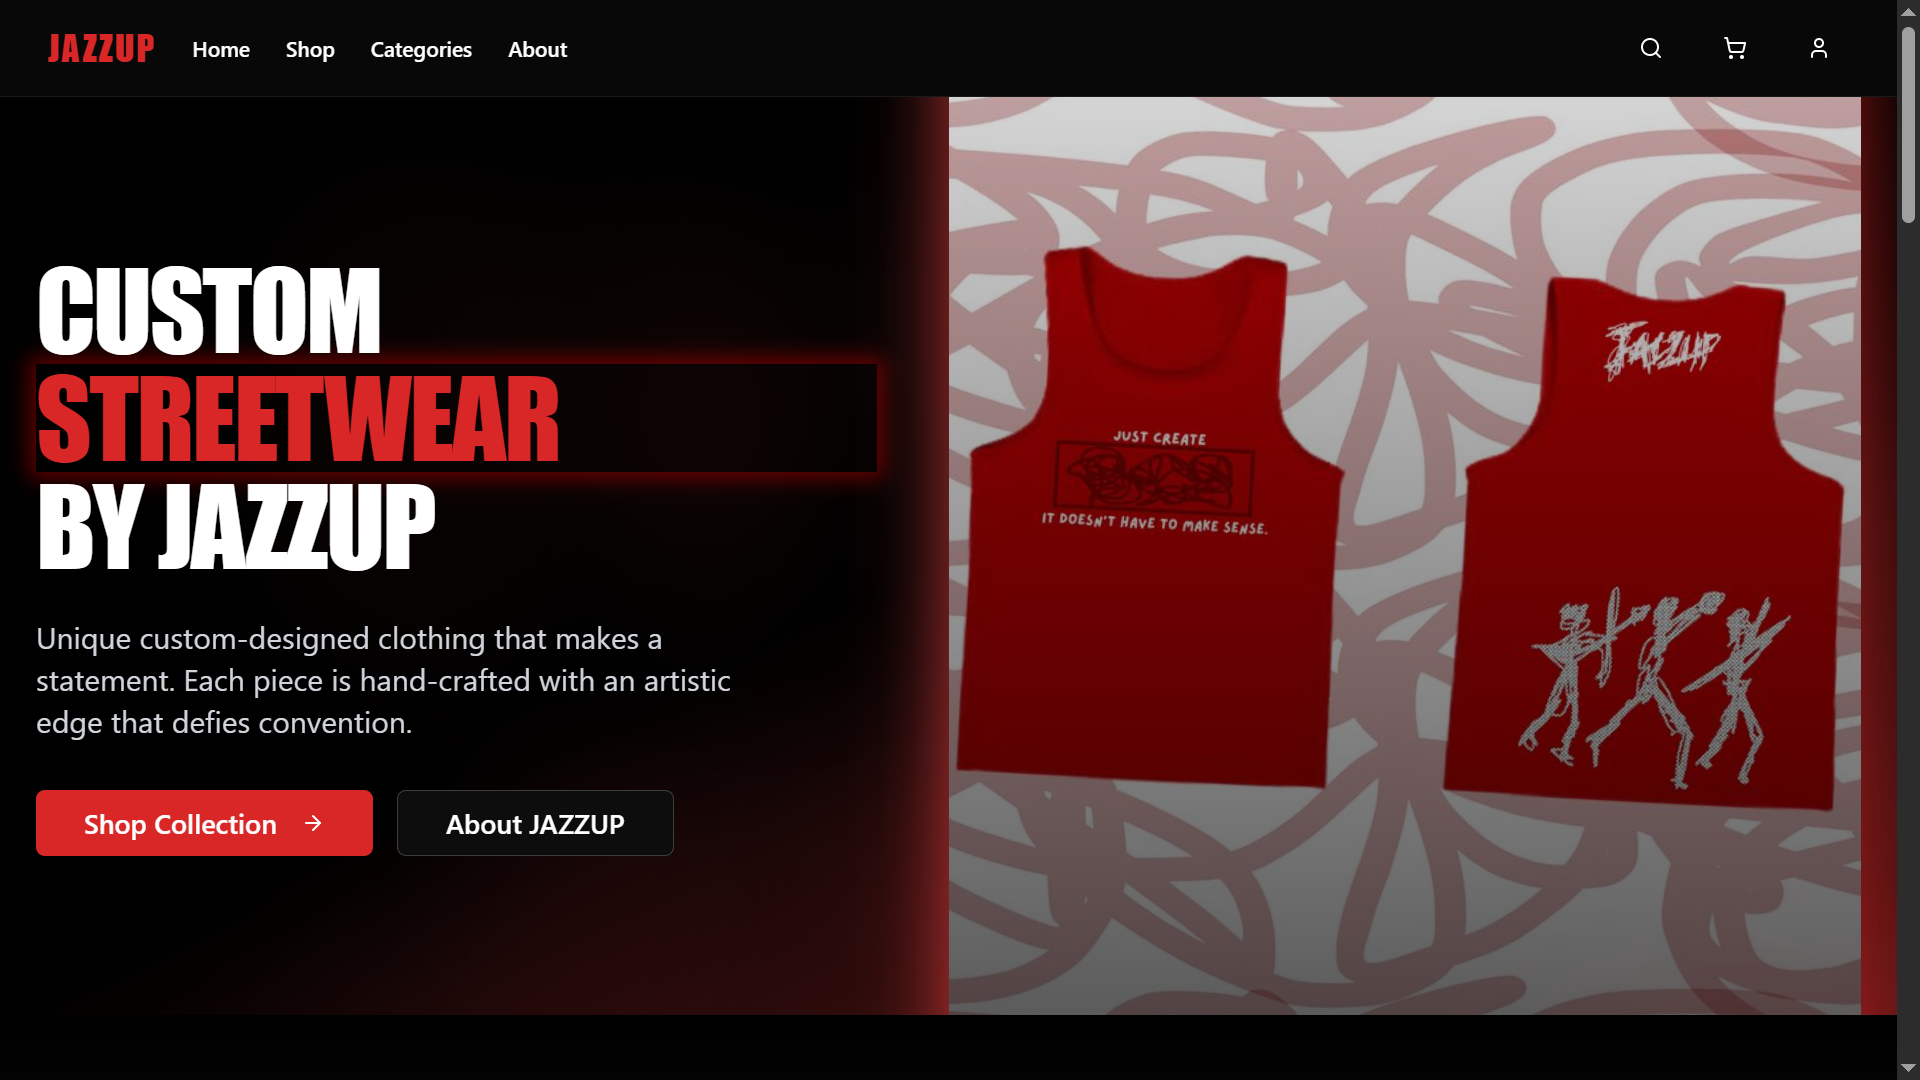 JAZZUP Home Shop Categories About
CUSTOM
STREETWEAR
BY JAZZUP
Unique custom-designed clothing that makes a
statement. Each piece is hand-crafted with an artistic
edge that defies convention.
Shop Collection
About JAZZUP
JUST CREATE
IT DOESN'T HAVE TO MAKE SENSE.
JAZZUP